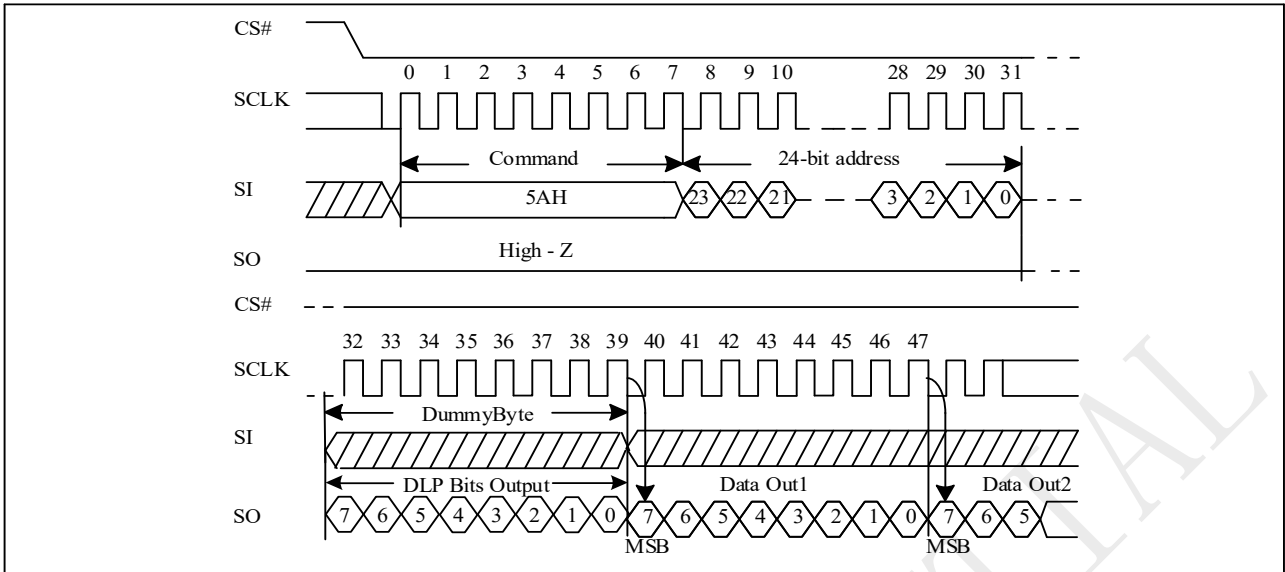 CS#
0 1 2 3 4 5 6 7 8 9 10 28 29 30 31
SCLK
Command 24-bit address
SI 5AH 23 22 21 3 2 1 0
High - Z
SO
CS#
32 33 34 35 36 37 38 39 40 41 42 43 44 45 46 47
SCLK
DummyByte
SI
DLP Bits Output Data Out1 Data Out2
SO 7 6 5 4 3 2 1 0 7 6 5 4 3 2 1 0 7 6 5
MSB MSB
TIAL